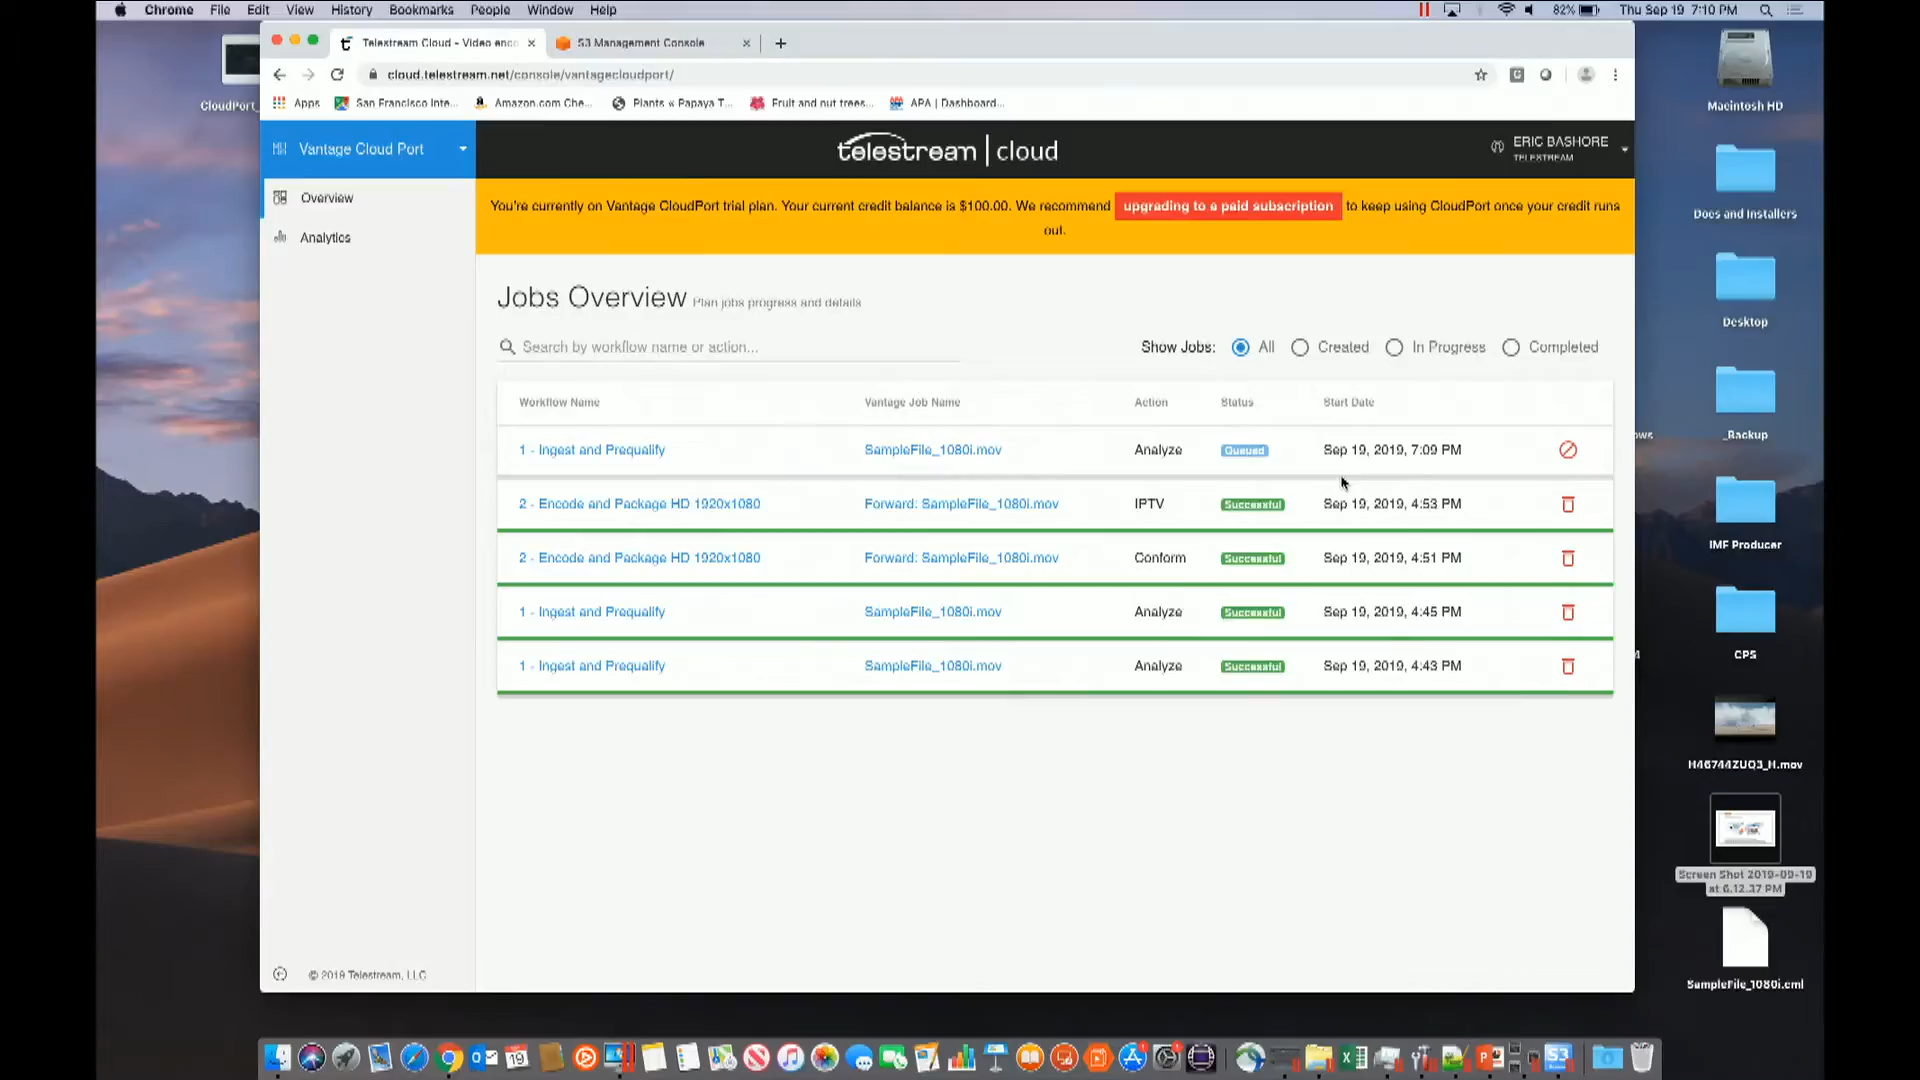 Chrome File Edit View History Bookmarks People Window Help
82% Thu Sep 19 7:10 PM
Telestream Cloud - Video enco
S3 Management Console
cloud.telestream.net/console/vantagecloudport/
Apps San Francisco Inte... Amazon.com Che... Plants « Papaya T... Fruit and nut trees... APA | Dashboard...
Vantage Cloud Port
telestream | cloud
ERIC BASHORE
TELESTREAM
Overview
Analytics
You're currently on Vantage CloudPort trial plan. Your current credit balance is $100.00. We recommend upgrading to a paid subscription to keep using CloudPort once your credit runs
out.
Jobs Overview Plan jobs progress and details
Search by workflow name or action...
Show Jobs: All Created In Progress Completed
Workflow Name Vantage Job Name Action Status Start Date
1 - Ingest and Prequalify SampleFile_1080i.mov Analyze Queued Sep 19, 2019, 7:09 PM
2 - Encode and Package HD 1920x1080 Forward: SampleFile_1080i.mov IPTV Successful Sep 19, 2019, 4:53 PM
2 - Encode and Package HD 1920x1080 Forward: SampleFile_1080i.mov Conform Successful Sep 19, 2019, 4:51 PM
1 - Ingest and Prequalify SampleFile_1080i.mov Analyze Successful Sep 19, 2019, 4:45 PM
1 - Ingest and Prequalify SampleFile_1080i.mov Analyze Successful Sep 19, 2019, 4:43 PM
© 2019 Telestream, LLC
CloudPort_
Macintosh HD
Docs and Installers
Desktop
_Backup
IMF Producer
CPS
H46744ZUQ3_H.mov
Screen Shot 2019-09-19
at 6.12.37 PM
SampleFile_1080i.cml